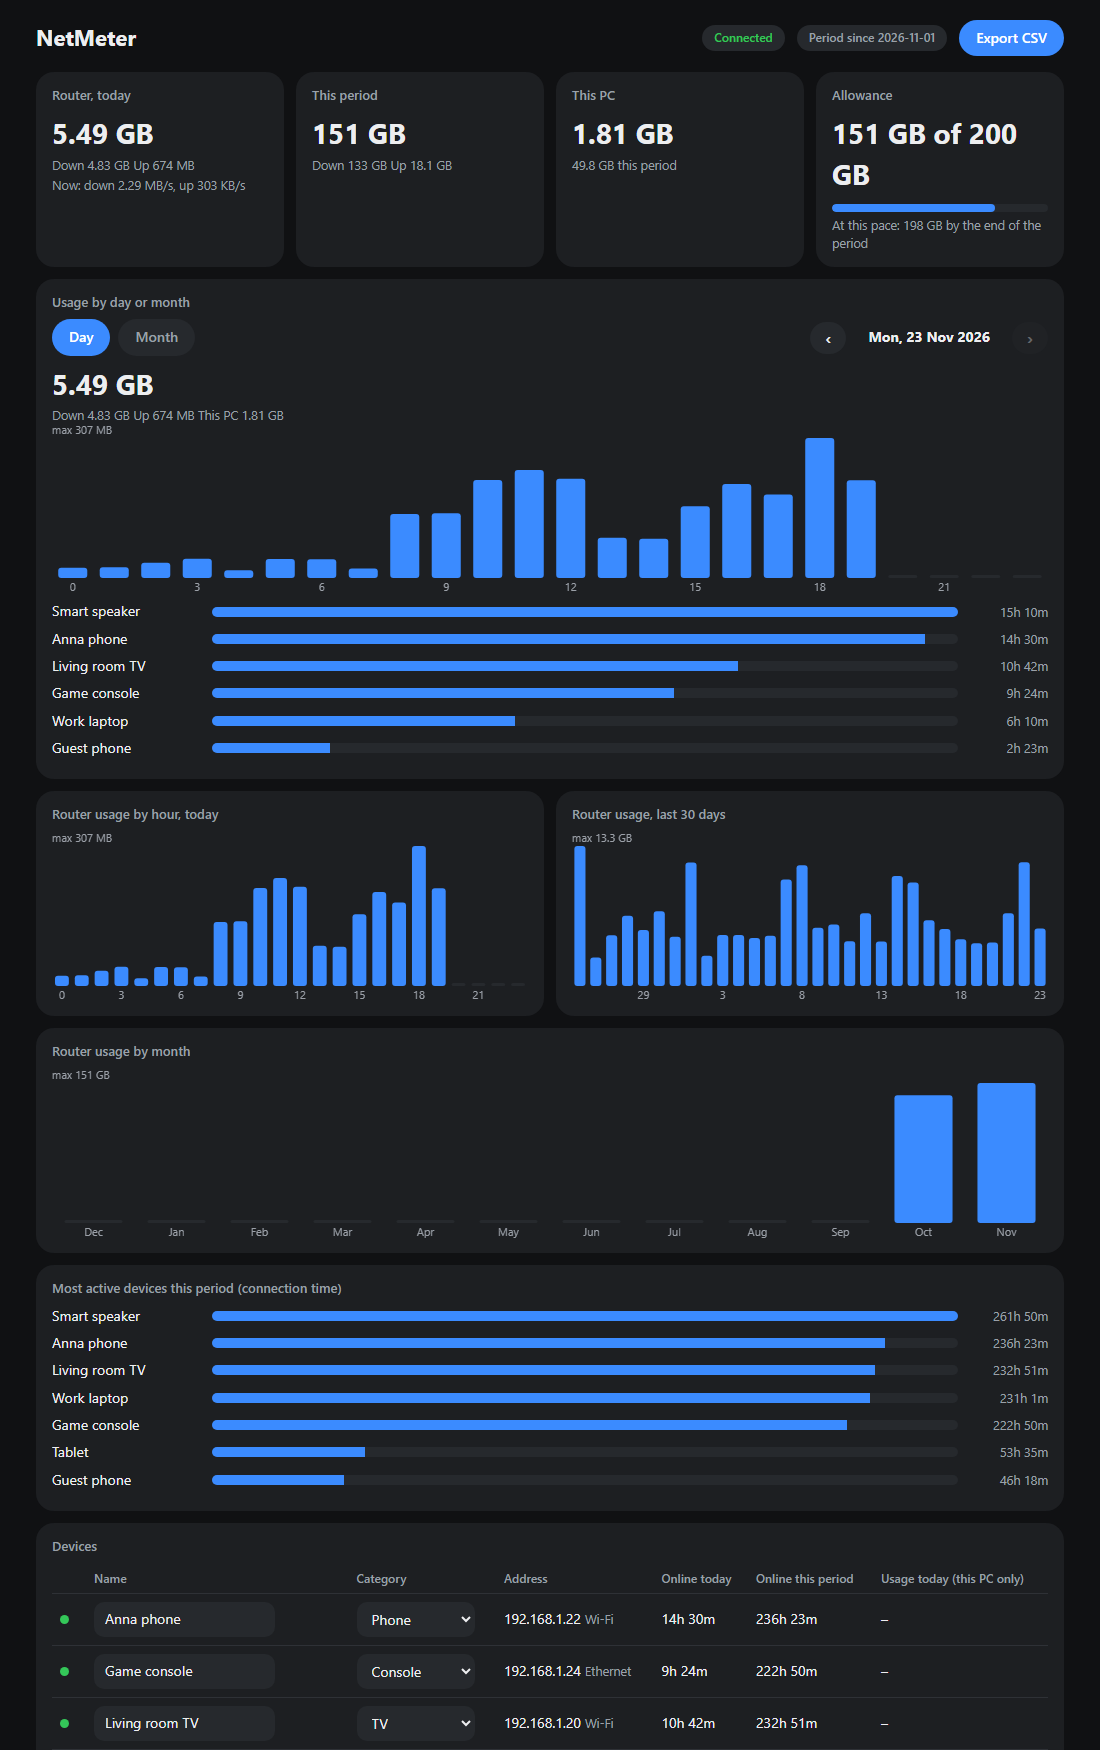 NetMeter
Connected
Period since 2026-11-01
Export CSV
Router, today
5.49 GB
Down 4.83 GB Up 674 MB
Now: down 2.29 MB/s, up 303 KB/s
This period
151 GB
Down 133 GB Up 18.1 GB
This PC
1.81 GB
49.8 GB this period
Allowance
151 GB of 200
GB
At this pace: 198 GB by the end of the
period
Usage by day or month
Day
Month
‹
Mon, 23 Nov 2026
›
5.49 GB
Down 4.83 GB Up 674 MB This PC 1.81 GB
max 307 MB
0 3 6 9 12 15 18 21
Smart speaker 15h 10m
Anna phone 14h 30m
Living room TV 10h 42m
Game console 9h 24m
Work laptop 6h 10m
Guest phone 2h 23m
Router usage by hour, today
max 307 MB
0 3 6 9 12 15 18 21
Router usage, last 30 days
max 13.3 GB
29 3 8 13 18 23
Router usage by month
max 151 GB
Dec Jan Feb Mar Apr May Jun Jul Aug Sep Oct Nov
Most active devices this period (connection time)
Smart speaker 261h 50m
Anna phone 236h 23m
Living room TV 232h 51m
Work laptop 231h 1m
Game console 222h 50m
Tablet 53h 35m
Guest phone 46h 18m
Devices
Name Category Address Online today Online this period Usage today (this PC only)
Anna phone Phone 192.168.1.22 Wi-Fi 14h 30m 236h 23m –
Game console Console 192.168.1.24 Ethernet 9h 24m 222h 50m –
Living room TV TV 192.168.1.20 Wi-Fi 10h 42m 232h 51m –